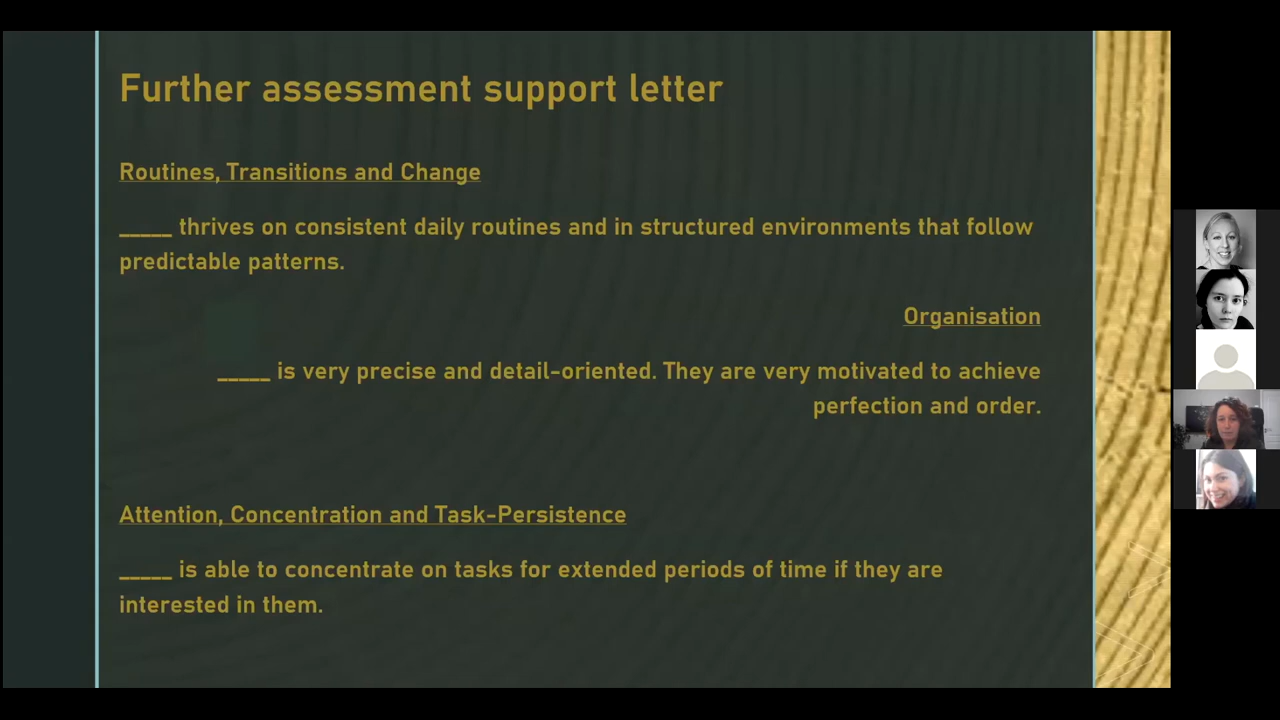 Further assessment support letter
Routines, Transitions and Change
_____ thrives on consistent daily routines and in structured environments that follow
predictable patterns.
Organisation
_____ is very precise and detail-oriented. They are very motivated to achieve
perfection and order.
Attention, Concentration and Task-Persistence
_____ is able to concentrate on tasks for extended periods of time if they are
interested in them.